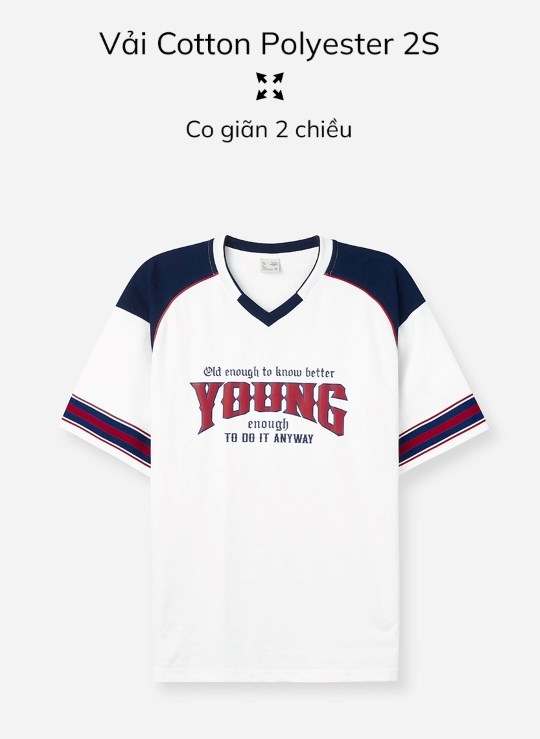 Vải Cotton Polyester 2S
Co giãn 2 chiều
Old enough to know better
YOUNG
enough
TO DO IT ANYWAY